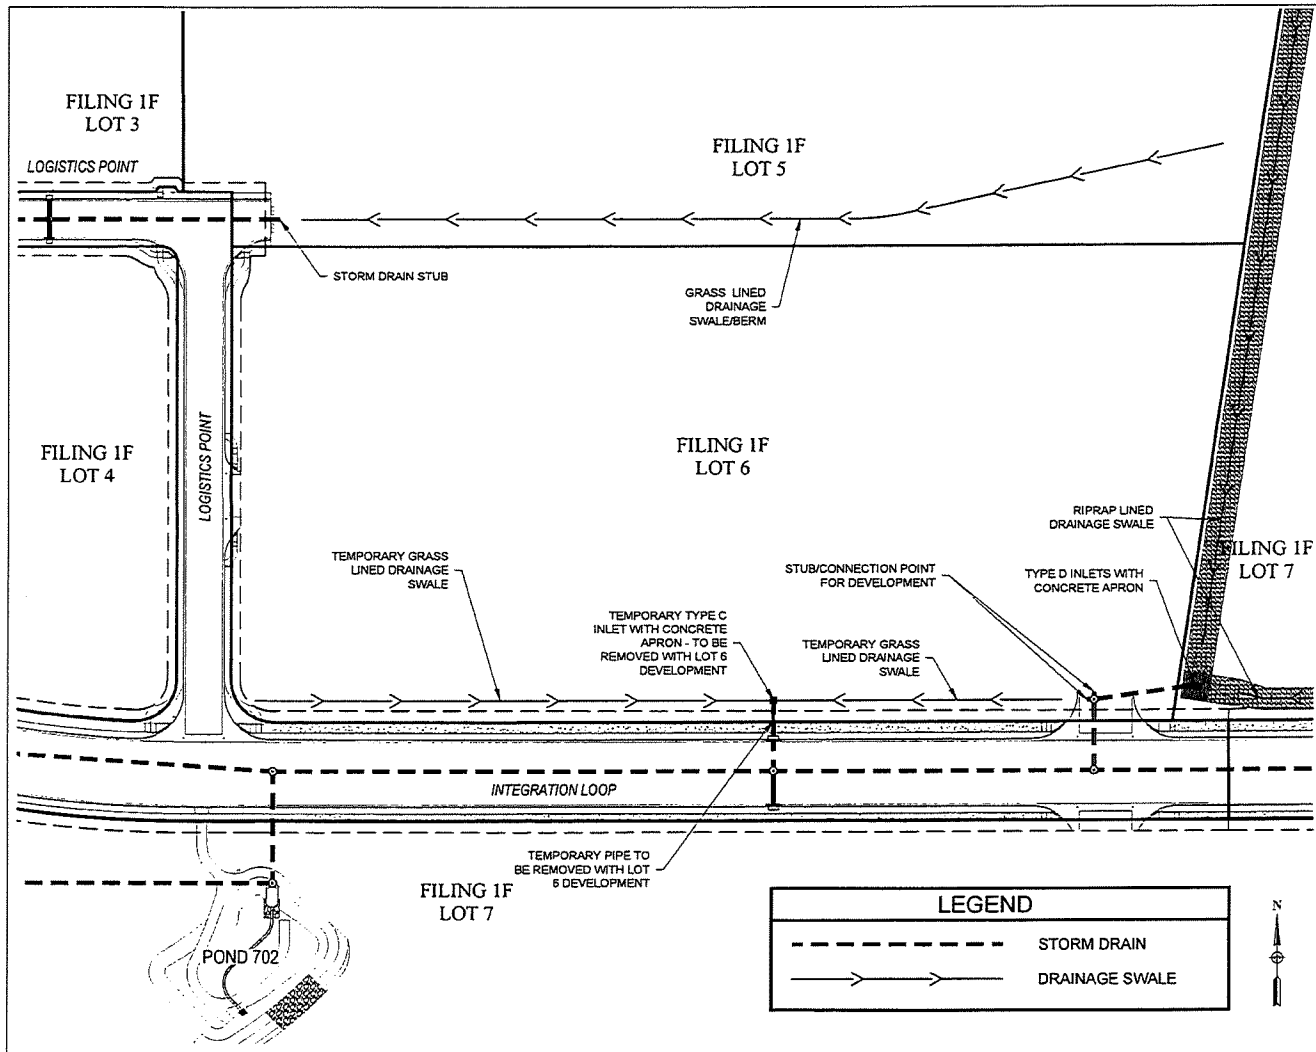 FILING 1F
LOT 3
LOGISTICS POINT
FILING 1F
LOT 5
STORM DRAIN STUB
GRASS LINED
DRAINAGE
SWALE/BERM
FILING 1F
LOT 4
LOGISTICS POINT
FILING 1F
LOT 6
RIPRAP LINED
DRAINAGE SWALE
FILING 1F
LOT 7
TEMPORARY GRASS
LINED DRAINAGE
SWALE
STUB/CONNECTION POINT
FOR DEVELOPMENT
TYPE D INLETS WITH
CONCRETE APRON
TEMPORARY TYPE C
INLET WITH CONCRETE
APRON - TO BE
REMOVED WITH LOT 6
DEVELOPMENT
TEMPORARY GRASS
LINED DRAINAGE
SWALE
INTEGRATION LOOP
TEMPORARY PIPE TO
BE REMOVED WITH LOT
6 DEVELOPMENT
FILING 1F
LOT 7
POND 702
LEGEND
STORM DRAIN
DRAINAGE SWALE
N